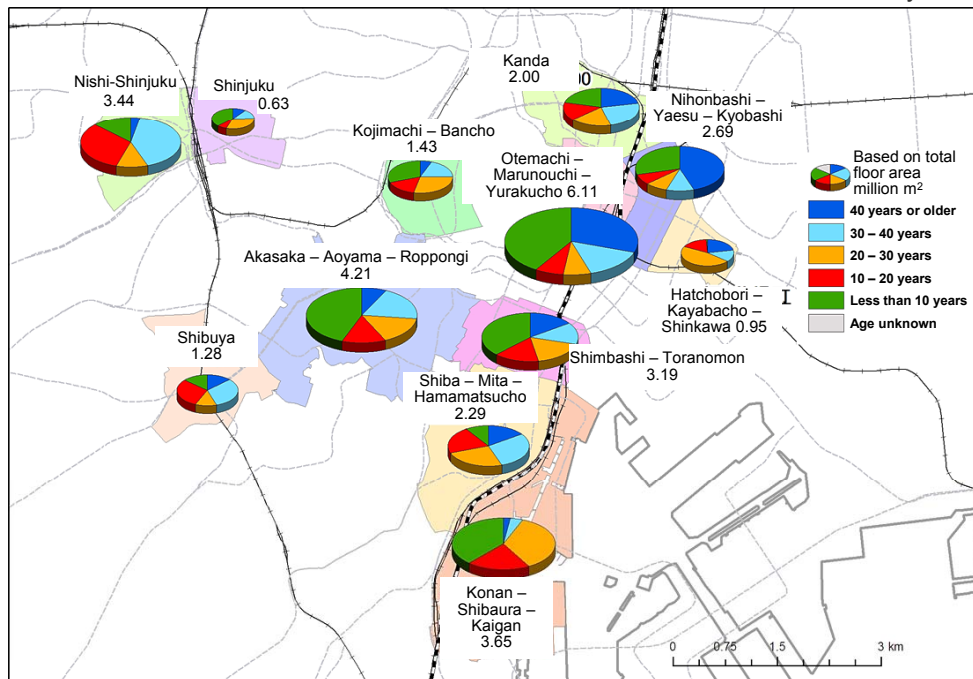 Kanda
2.00
Nishi-Shinjuku
3.44
Shinjuku
0.63
Nihonbashi –
Yaesu – Kyobashi
2.69
Kojimachi – Bancho
1.43
Otemachi –
Marunouchi –
Yurakucho 6.11
Based on total
floor area
million m²
40 years or older
30 – 40 years
20 – 30 years
10 – 20 years
Less than 10 years
Age unknown
Akasaka – Aoyama – Roppongi
4.21
Hatchobori –
Kayabacho –
Shinkawa 0.95
Shibuya
1.28
Shimbashi – Toranomon
3.19
Shiba – Mita –
Hamamatsucho
2.29
Konan –
Shibaura –
Kaigan
3.65
0 0.75 1.5 3 km